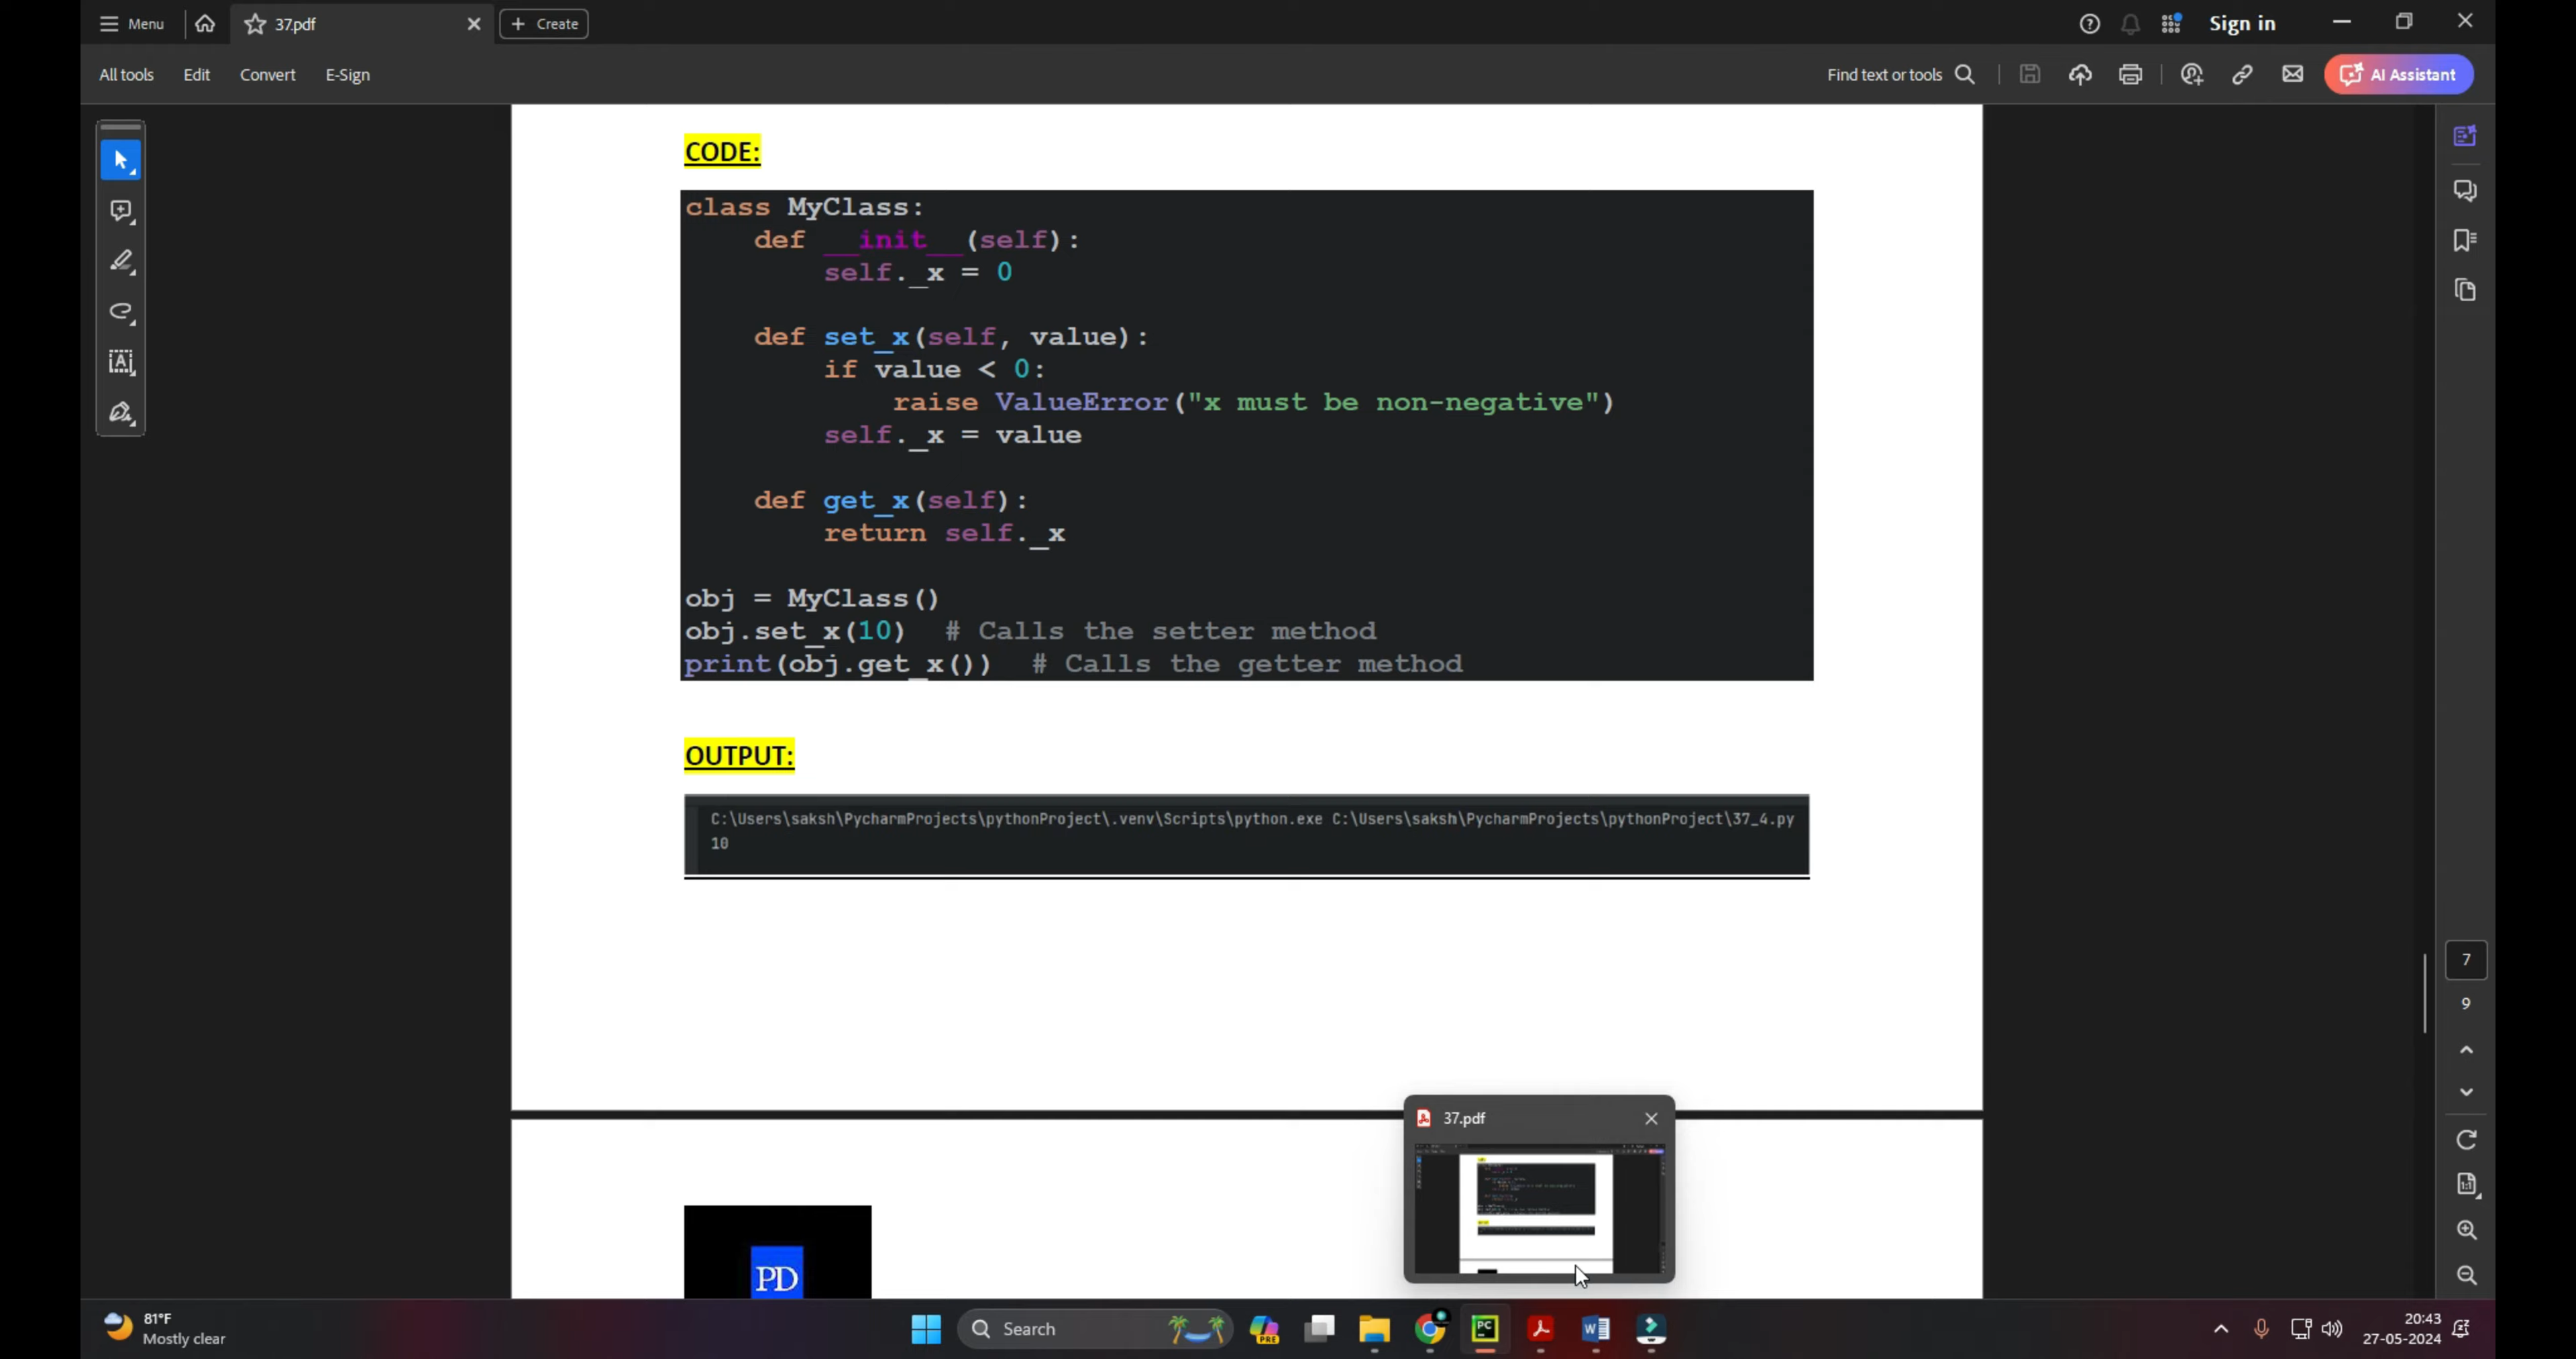 Menu
37.pdf
Create
Sign in
All tools
Edit
Convert
E-Sign
Find text or tools
AI Assistant
CODE:
class MyClass:
    def __init__(self):
        self._x = 0
    def set_x(self, value):
        if value < 0:
            raise ValueError("x must be non-negative")
        self._x = value
    def get_x(self):
        return self._x
obj = MyClass()
obj.set_x(10)  # Calls the setter method
print(obj.get_x())  # Calls the getter method
OUTPUT:
C:\Users\saksh\PycharmProjects\pythonProject\.venv\Scripts\python.exe C:\Users\saksh\PycharmProjects\pythonProject\37_4.py
10
7
9
37.pdf
PD
81°F
Mostly clear
Search
PRE
PC
20:43
27-05-2024